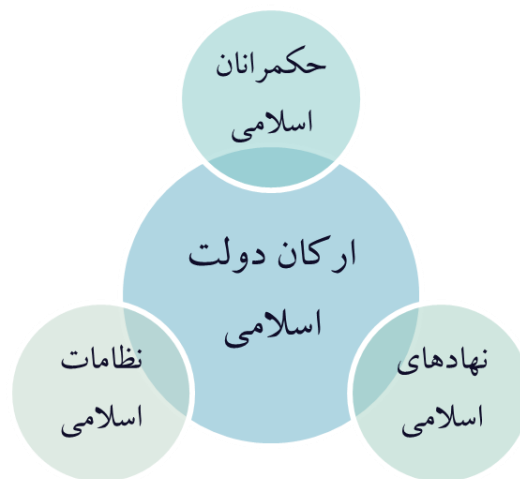 حکمرانان
اسلامی
ارکان دولت
اسلامی
نهادهای
اسلامی
نظامات
اسلامی